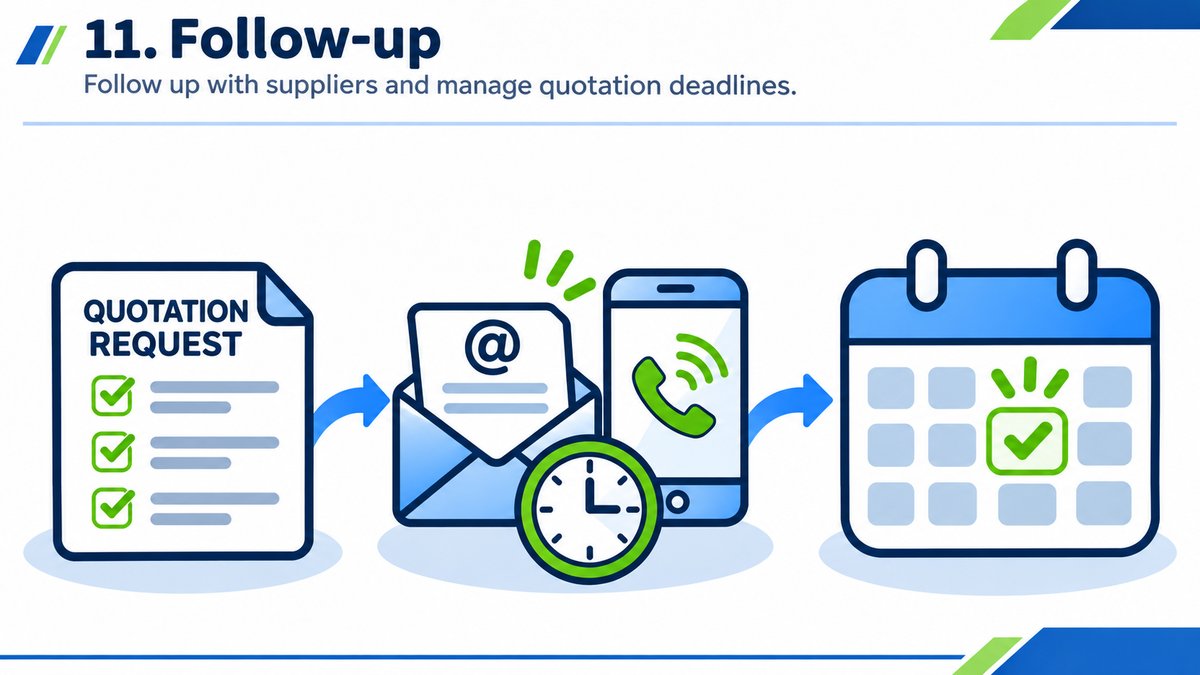 11. Follow-up
Follow up with suppliers and manage quotation deadlines.
QUOTATION
REQUEST
@